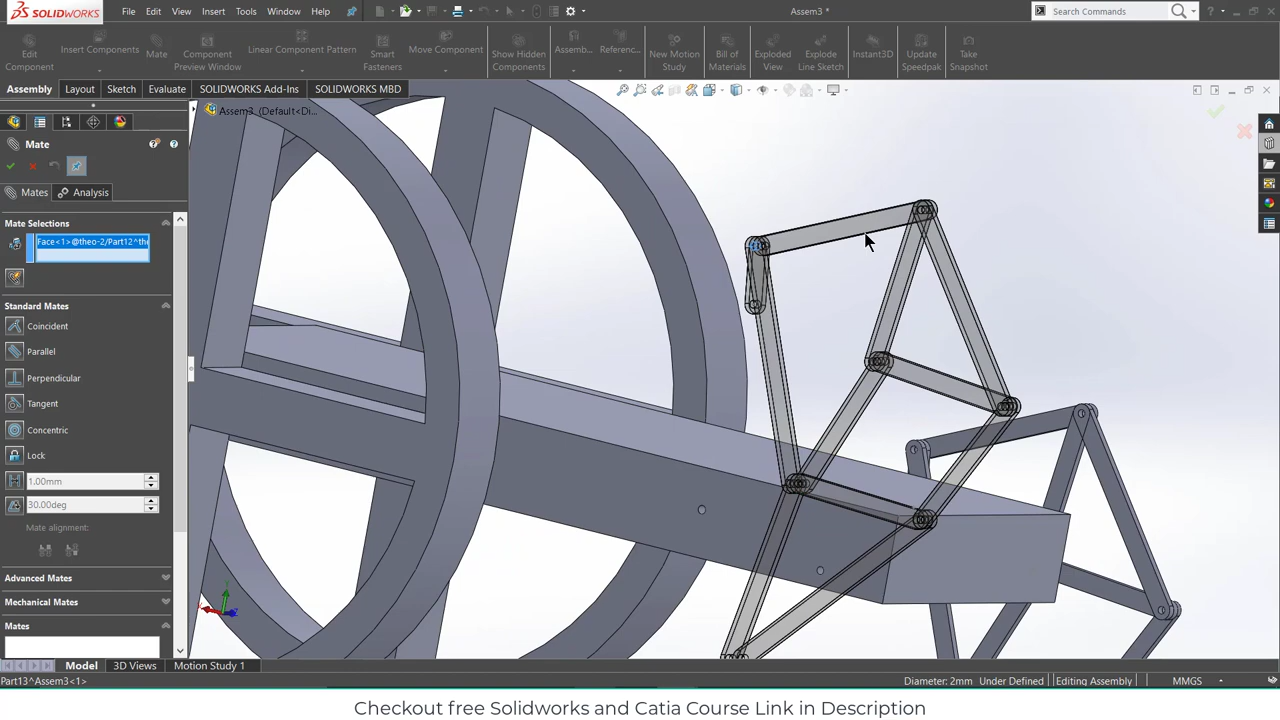 SOLIDWORKS File Edit View Insert Tools Window Help Assem3 * Search Commands
Edit Component Insert Components Mate Component Preview Window Linear Component Pattern Smart Fasteners Move Component Show Hidden Components Assemb... Referenc... New Motion Study Bill of Materials Exploded View Explode Line Sketch Instant3D Update Speedpak Take Snapshot
Assembly Layout Sketch Evaluate SOLIDWORKS Add-Ins SOLIDWORKS MBD
Assem3 (Default<Di...
Mate
Mates Analysis
Mate Selections
Face<1>@theo-2/Part12^the
Standard Mates
Coincident
Parallel
Perpendicular
Tangent
Concentric
Lock
1.00mm
30.00deg
Mate alignment:
Advanced Mates
Mechanical Mates
Mates
Model 3D Views Motion Study 1
Part13^Assem3<1> Diameter: 2mm Under Defined Editing Assembly MMGS
Checkout free Solidworks and Catia Course Link in Description